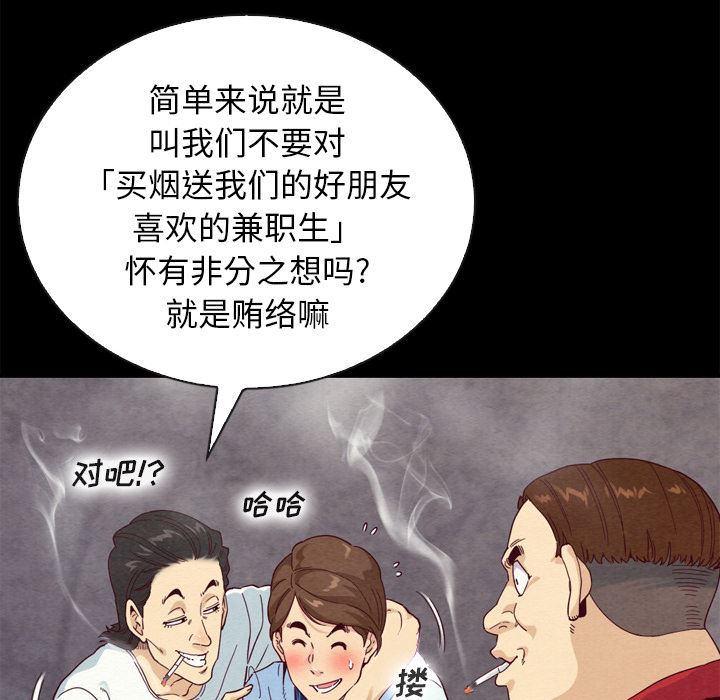 简单来说就是
叫我们不要对
「买烟送我们的好朋友
喜欢的兼职生」
怀有非分之想吗?
就是贿络嘛
对吧!?
哈哈
搂